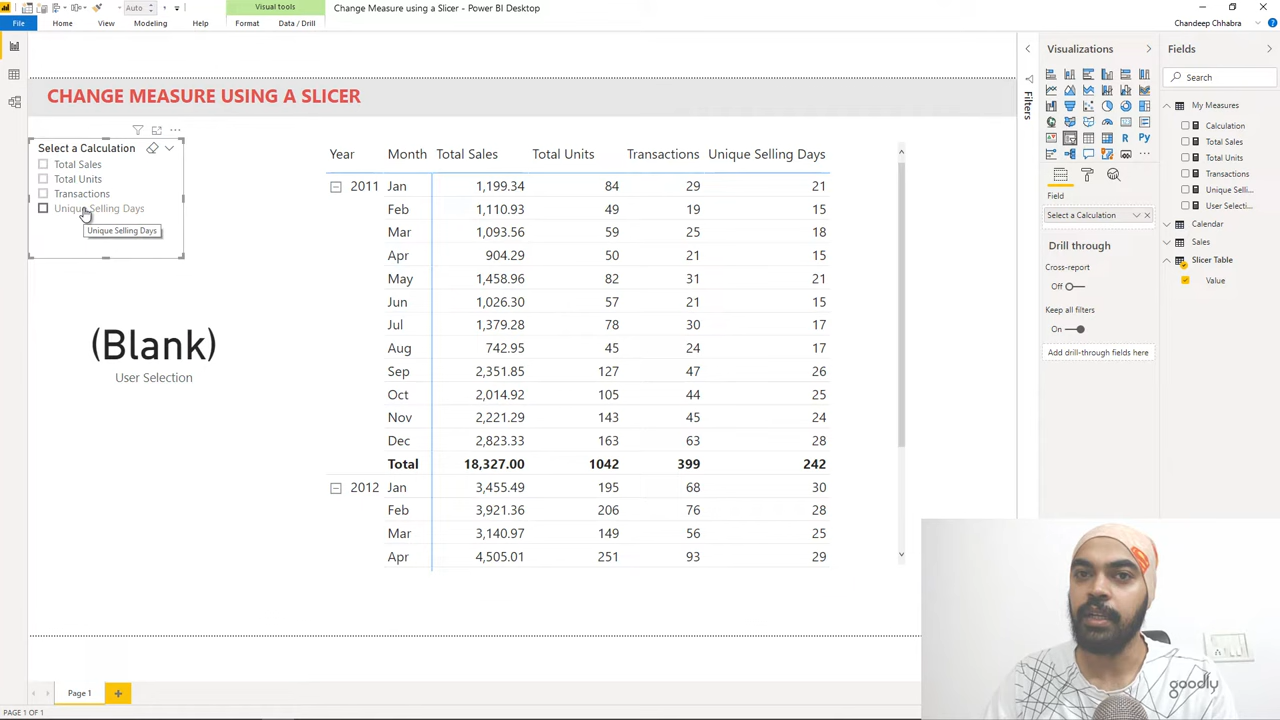 Auto
Visual tools
Change Measure using a Slicer - Power BI Desktop
Chandeep Chhabra
File Home View Modeling Help Format Data / Drill
CHANGE MEASURE USING A SLICER
Select a Calculation
Total Sales
Total Units
Transactions
Unique Selling Days
Unique Selling Days
(Blank)
User Selection
Year Month Total Sales Total Units Transactions Unique Selling Days
2011 Jan 1,199.34 84 29 21
Feb 1,110.93 49 19 15
Mar 1,093.56 59 25 18
Apr 904.29 50 21 15
May 1,458.96 82 31 21
Jun 1,026.30 57 21 15
Jul 1,379.28 78 30 17
Aug 742.95 45 24 17
Sep 2,351.85 127 47 26
Oct 2,014.92 105 44 25
Nov 2,221.29 143 45 24
Dec 2,823.33 163 63 28
Total 18,327.00 1042 399 242
2012 Jan 3,455.49 195 68 30
Feb 3,921.36 206 76 28
Mar 3,140.97 149 56 25
Apr 4,505.01 251 93 29
Filters
Visualizations
R Py
Field
Select a Calculation
Drill through
Cross-report
Off
Keep all filters
On
Add drill-through fields here
Fields
Search
My Measures
Calculation
Total Sales
Total Units
Transactions
Unique Selli...
User Selecti...
Calendar
Sales
Slicer Table
Value
goodly
Page 1
PAGE 1 OF 1